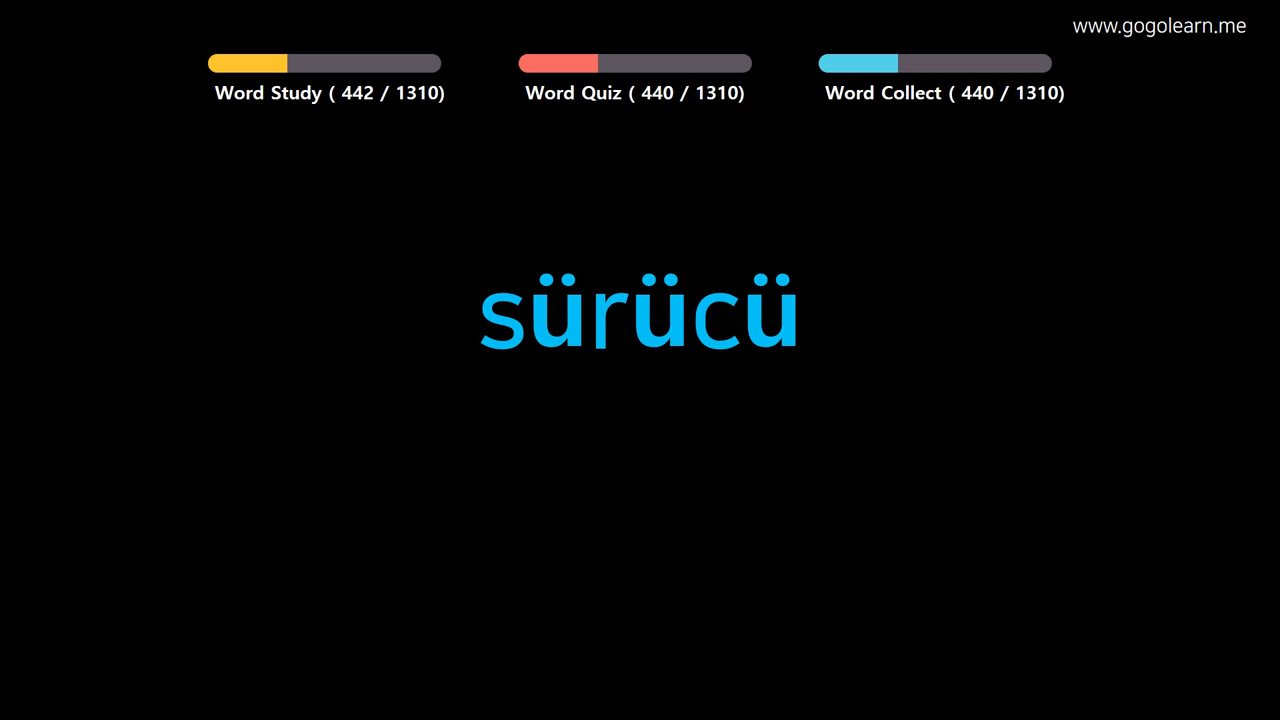 www.gogolearn.me
Word Study ( 442 / 1310)
Word Quiz ( 440 / 1310)
Word Collect ( 440 / 1310)
sürücü